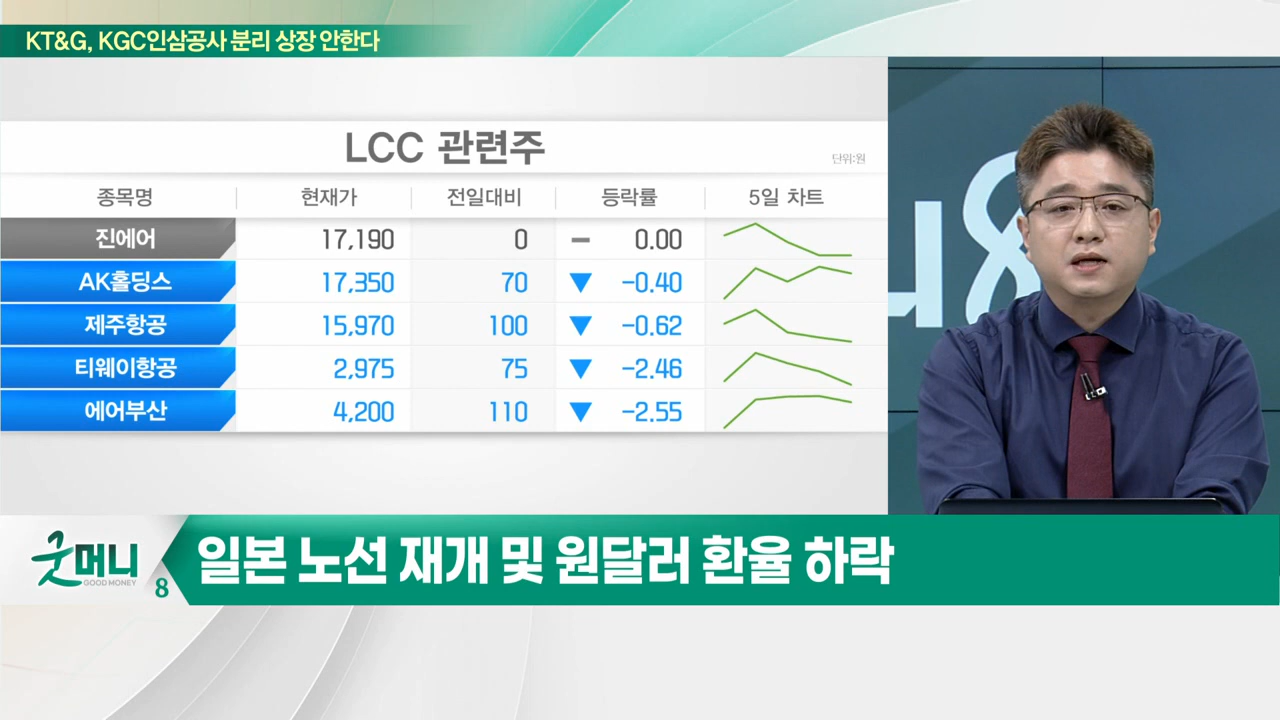 KT&G, KGC인삼공사 분리 상장 안한다
LCC 관련주
단위:원
종목명 현재가 전일대비 등락률 5일 차트
진에어 17,190 0 0.00
AK홀딩스 17,350 70 ▼ -0.40
제주항공 15,970 100 ▼ -0.62
티웨이항공 2,975 75 ▼ -2.46
에어부산 4,200 110 ▼ -2.55
굿머니
GOOD MONEY
8
일본 노선 재개 및 원달러 환율 하락